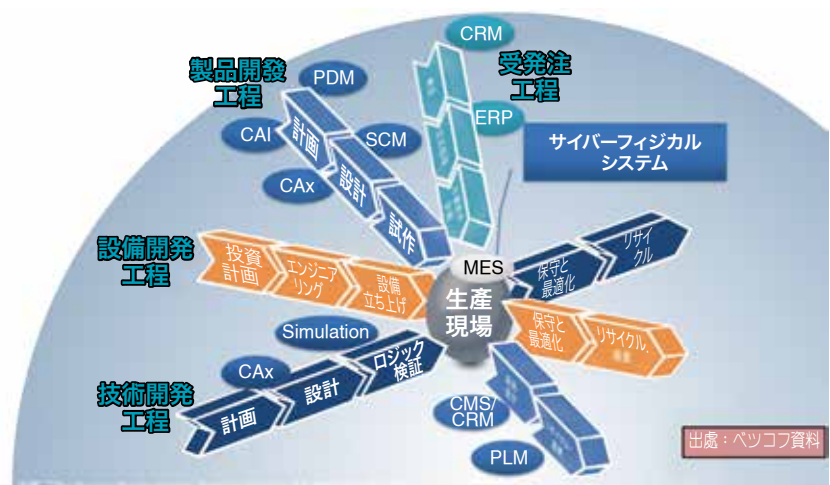 CRM
製品開發
工程
PDM
受発注
工程
CAI
計画
SCM
ERP
設計
CAx
試作
サイバーフィジカル
システム
設備開発
工程
投資
計画
エンジニア
リング
設備
立ち上げ
MES
生產
現場
保守と
最適化
リサイ
クル
保守と
最適化
リサイクル、
Simulation
CAx
技術開発
工程
計画
設計
ロジック
検証
CMS/
CRM
PLM
出處：ベッコフ資料